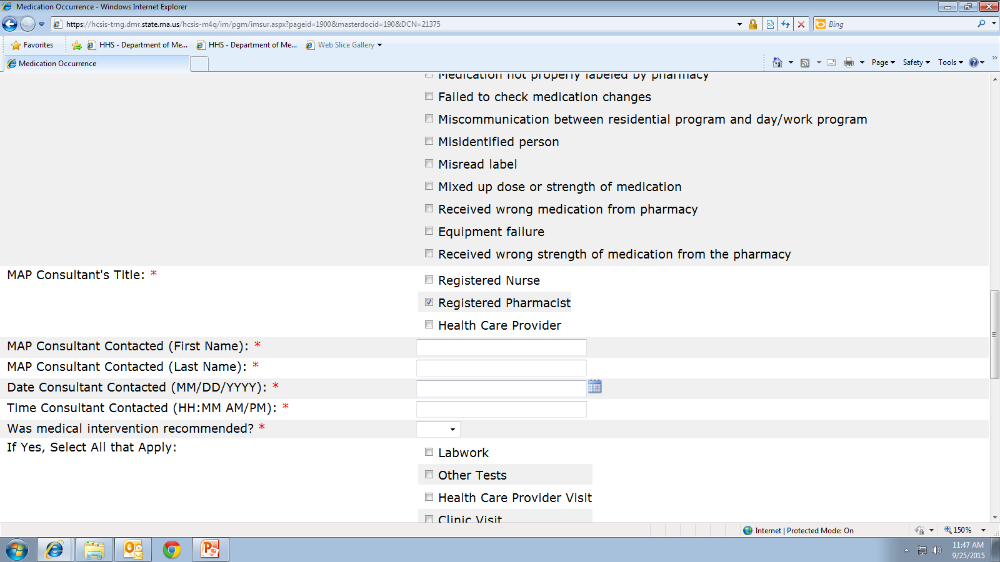 Medication Occurrence - Windows Internet Explorer
https://hcsis-trng.dmr.state.ma.us/hcsis-m4q/im/pgm/imsur.aspx?pageid=1900&masterdocid=190&DCN=21375
Bing
Favorites
HHS - Department of Me...
HHS - Department of Me...
Web Slice Gallery
Medication Occurrence
Page
Safety
Tools
Medication not properly labeled by pharmacy
Failed to check medication changes
Miscommunication between residential program and day/work program
Misidentified person
Misread label
Mixed up dose or strength of medication
Received wrong medication from pharmacy
Equipment failure
Received wrong strength of medication from the pharmacy
MAP Consultant's Title: *
Registered Nurse
Registered Pharmacist
Health Care Provider
MAP Consultant Contacted (First Name): *
MAP Consultant Contacted (Last Name): *
Date Consultant Contacted (MM/DD/YYYY): *
Time Consultant Contacted (HH:MM AM/PM): *
Was medical intervention recommended? *
If Yes, Select All that Apply:
Labwork
Other Tests
Health Care Provider Visit
Clinic Visit
Internet | Protected Mode: On
150%
11:47 AM
9/25/2015